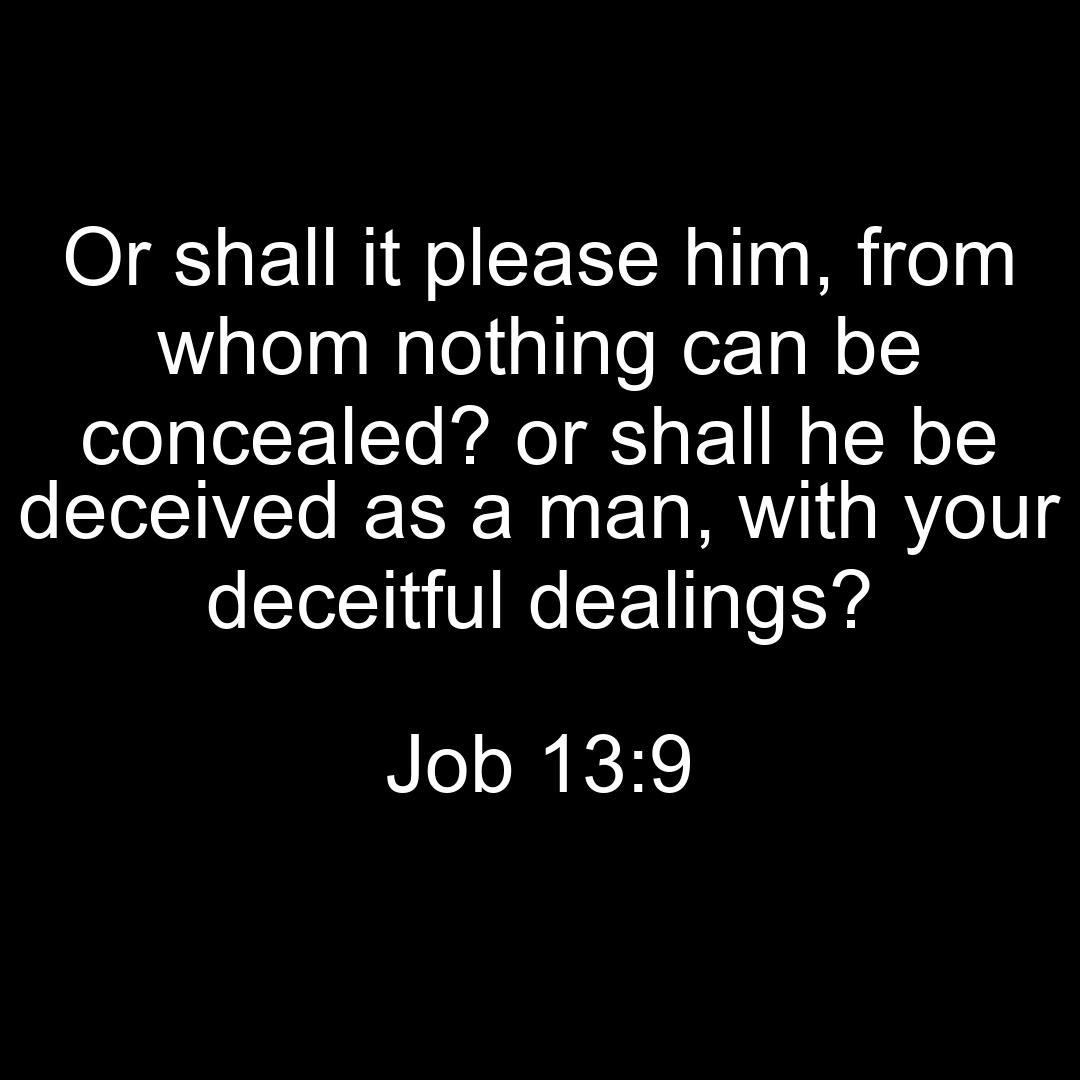 Or shall it please him, from
whom nothing can be
concealed? or shall he be
deceived as a man, with your
deceitful dealings?
Job 13:9